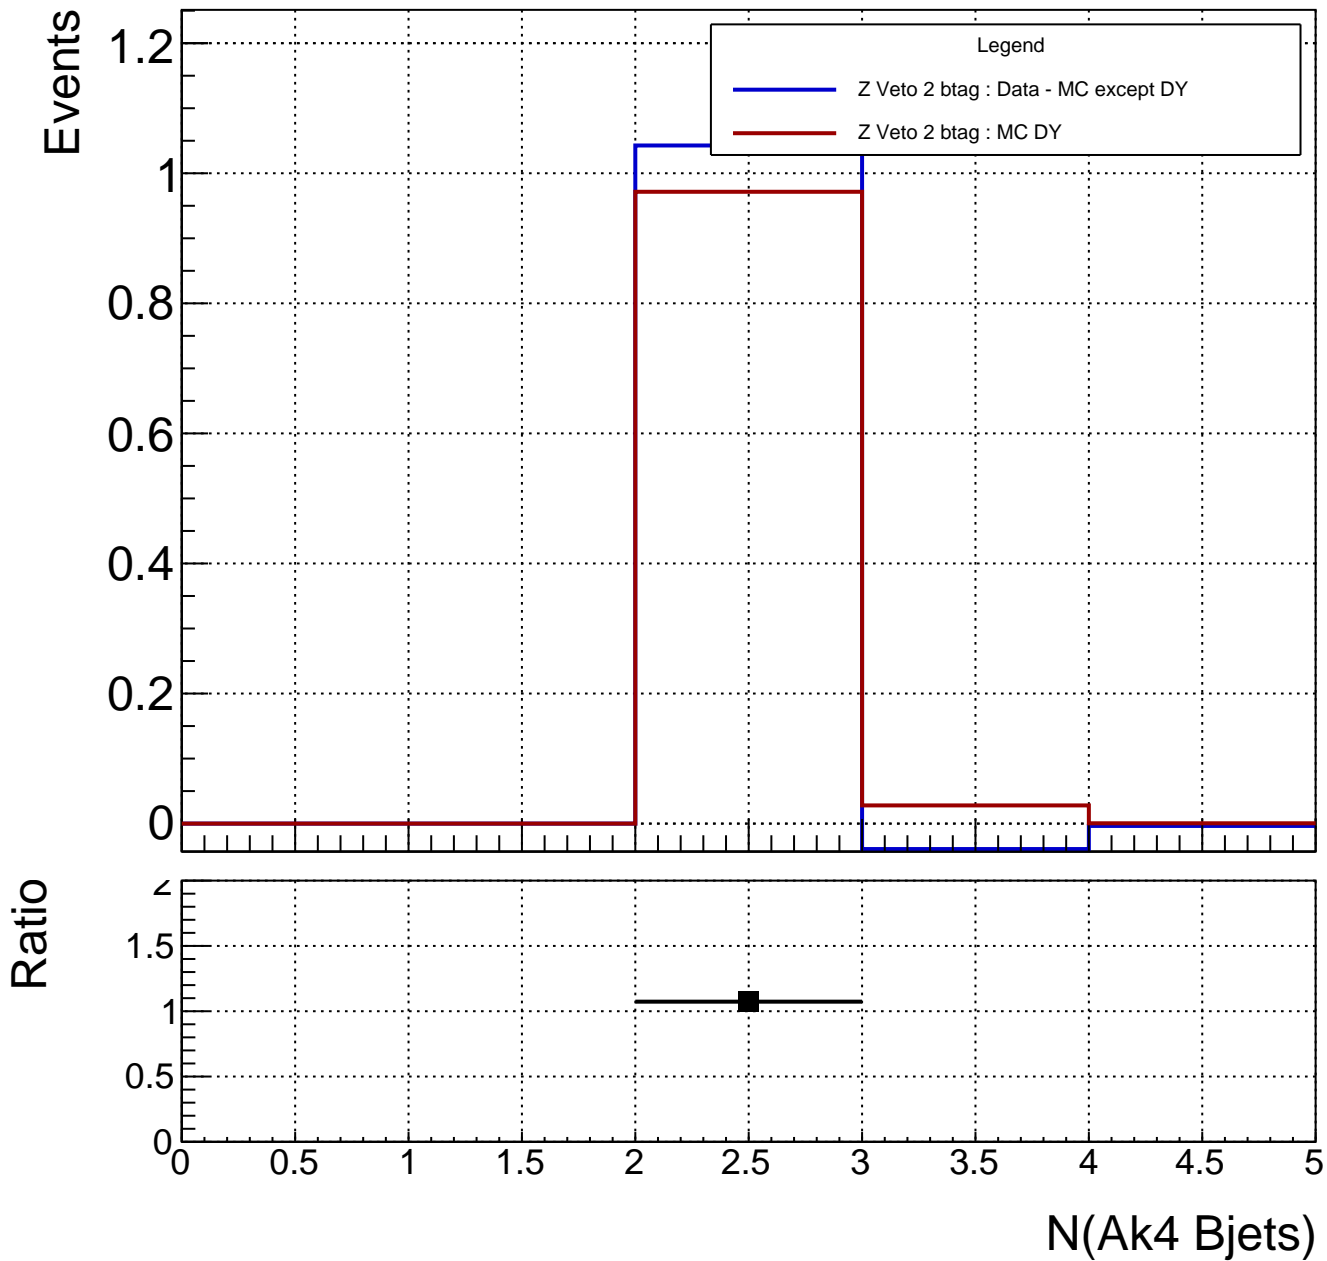 Events
1.2
1
0.8
0.6
0.4
0.2
0
Legend
Z Veto 2 btag : Data - MC except DY
Z Veto 2 btag : MC DY
Ratio
2
1.5
1
0.5
0
0 0.5 1 1.5 2 2.5 3 3.5 4 4.5 5
N(Ak4 Bjets)